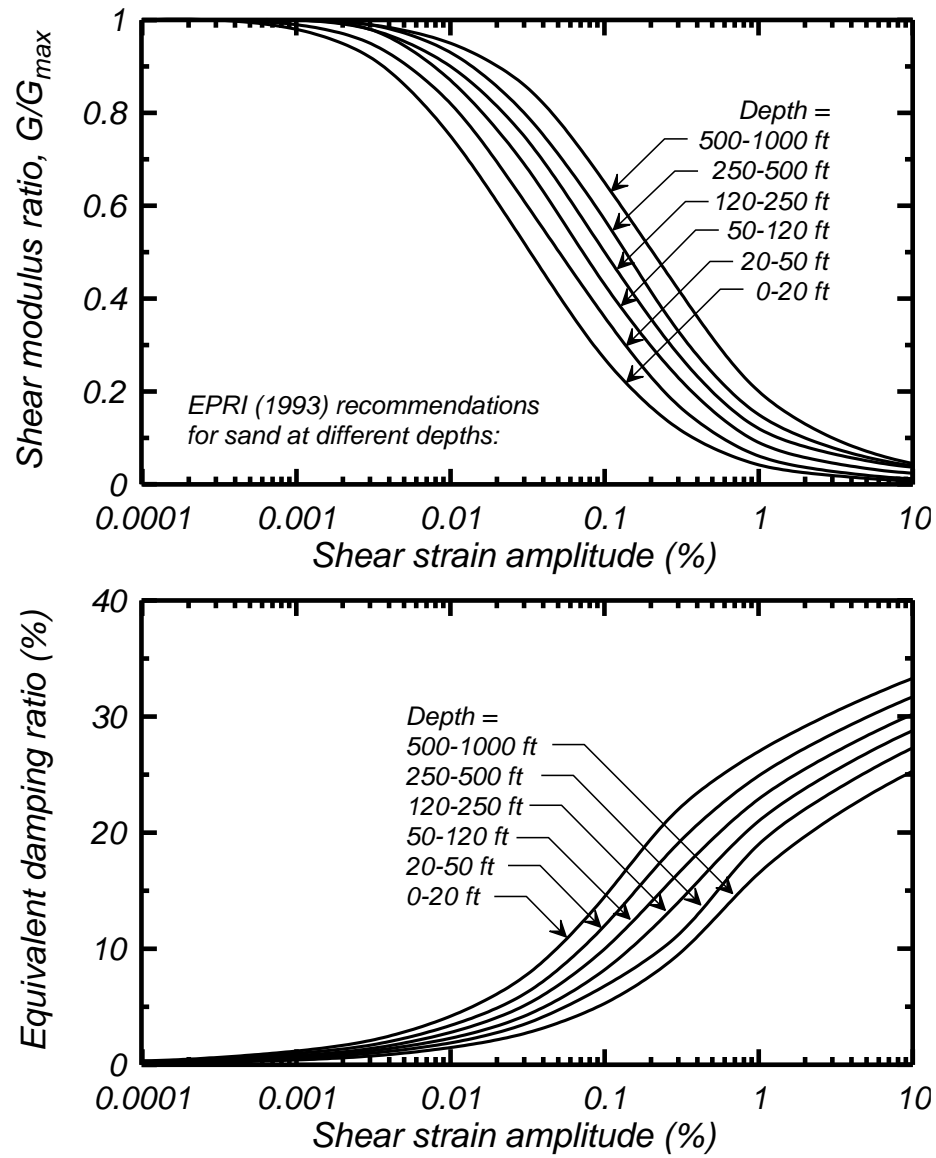 1
0.8
0.6
0.4
0.2
0
Shear modulus ratio, G/Gmax
Depth =
500-1000 ft
250-500 ft
120-250 ft
50-120 ft
20-50 ft
0-20 ft
EPRI (1993) recommendations
for sand at different depths:
0.0001 0.001 0.01 0.1 1 10
Shear strain amplitude (%)
40
30
20
10
0
Equivalent damping ratio (%)
Depth =
500-1000 ft
250-500 ft
120-250 ft
50-120 ft
20-50 ft
0-20 ft
0.0001 0.001 0.01 0.1 1 10
Shear strain amplitude (%)